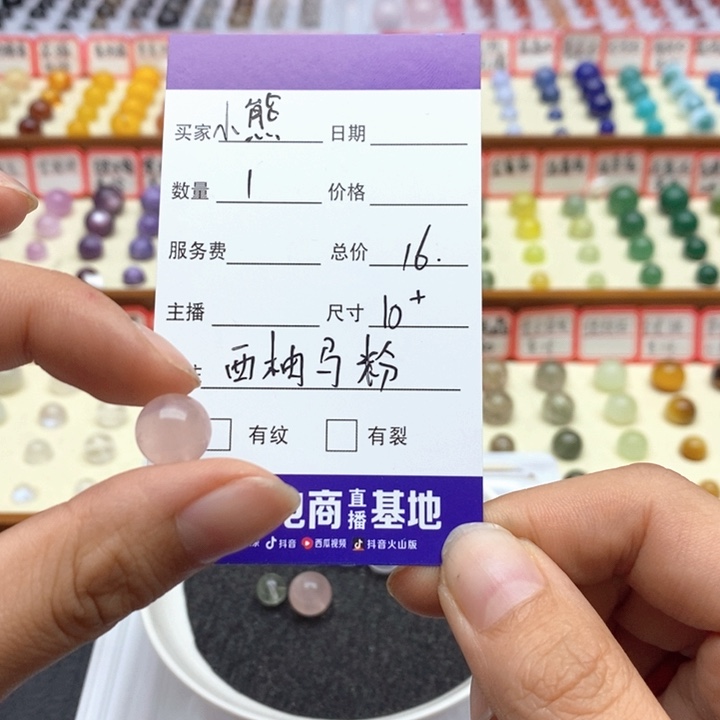 买家 小熊 日期
数量 1 价格
服务费 总价 16.
主播 尺寸 10+
西柚马粉
有纹 有裂
电商直播基地
抖音 西瓜视频 抖音火山版